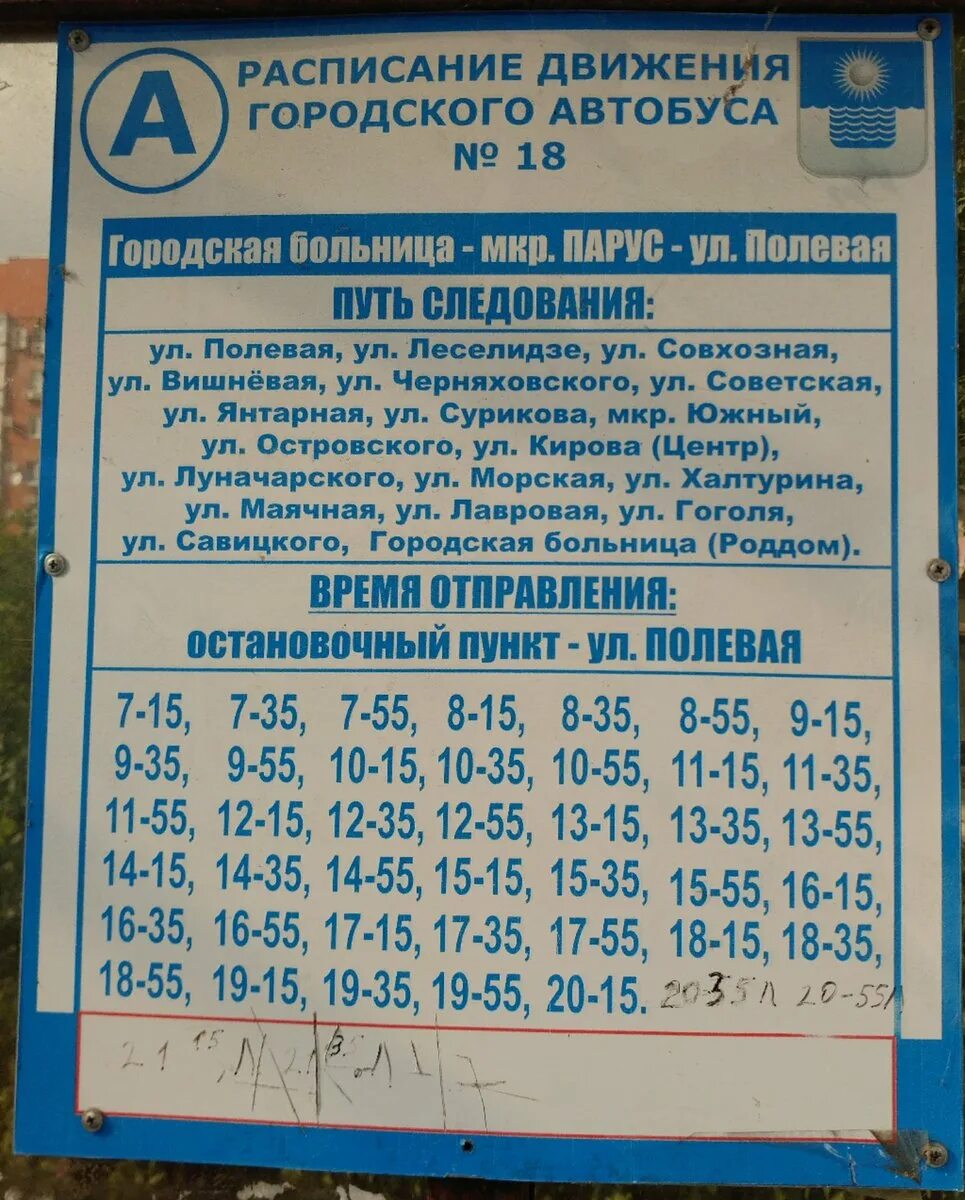 А
РАСПИСАНИЕ ДВИЖЕНИЯ
ГОРОДСКОГО АВТОБУСА
№ 18
Городская больница - мкр. ПАРУС - ул. Полевая
ПУТЬ СЛЕДОВАНИЯ:
ул. Полевая, ул. Леселидзе, ул. Совхозная,
ул. Вишнёвая, ул. Черняховского, ул. Советская,
ул. Янтарная, ул. Сурикова, мкр. Южный,
ул. Островского, ул. Кирова (Центр),
ул. Луначарского, ул. Морская, ул. Халтурина,
ул. Маячная, ул. Лавровая, ул. Гоголя,
ул. Савицкого, Городская больница (Роддом).
ВРЕМЯ ОТПРАВЛЕНИЯ:
остановочный пункт - ул. ПОЛЕВАЯ
7-15, 7-35, 7-55, 8-15, 8-35, 8-55, 9-15,
9-35, 9-55, 10-15, 10-35, 10-55, 11-15, 11-35,
11-55, 12-15, 12-35, 12-55, 13-15, 13-35, 13-55,
14-15, 14-35, 14-55, 15-15, 15-35, 15-55, 16-15,
16-35, 16-55, 17-15, 17-35, 17-55, 18-15, 18-35,
18-55, 19-15, 19-35, 19-55, 20-15. 20-35л 20-55л
21 15